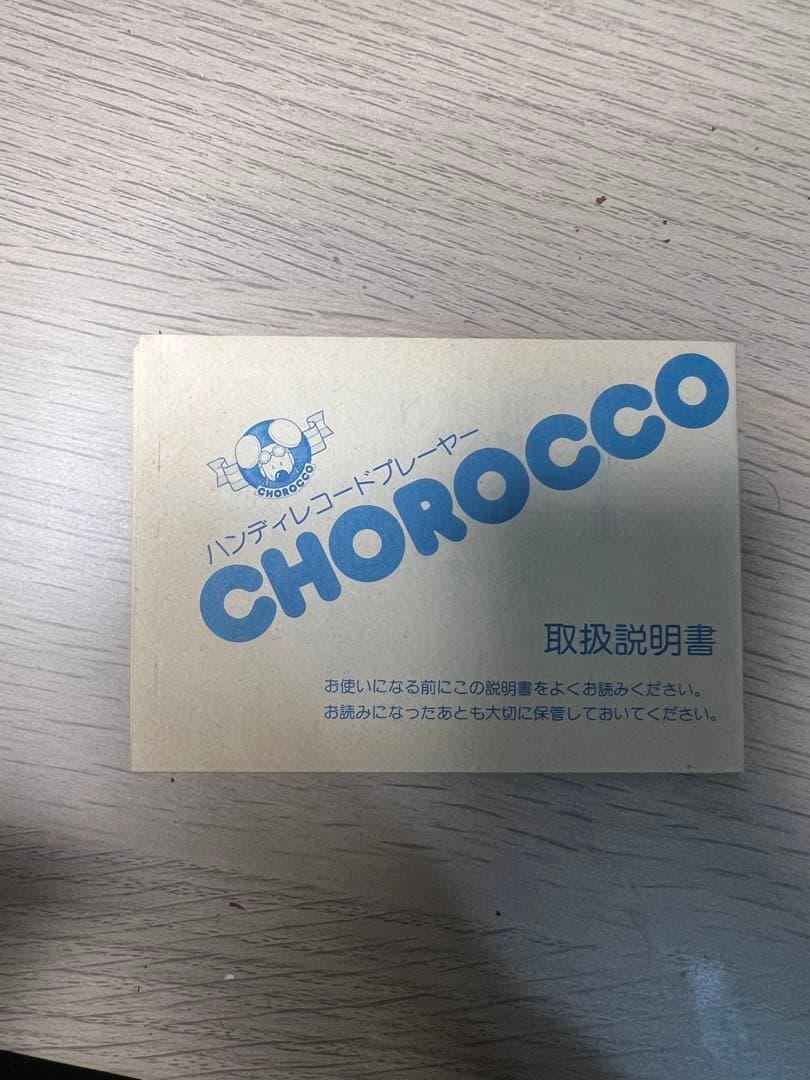 CHOROCCO
ハンディレコードプレーヤー
CHOROCCO
取扱説明書
お使いになる前にこの説明書をよくお読みください。
お読みになったあとも大切に保管しておいてください。